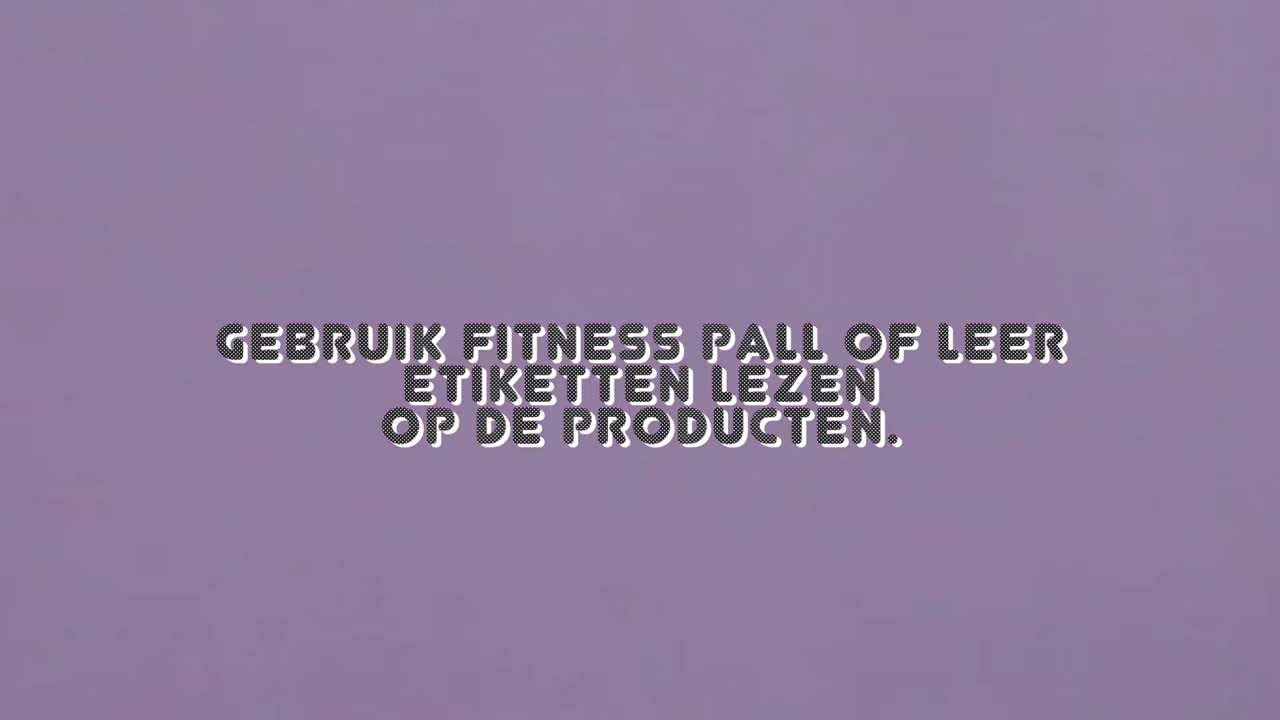 GEBRUIK FITNESS PALL OF LEER
ETIKETTEN LEZEN
OP DE PRODUCTEN.